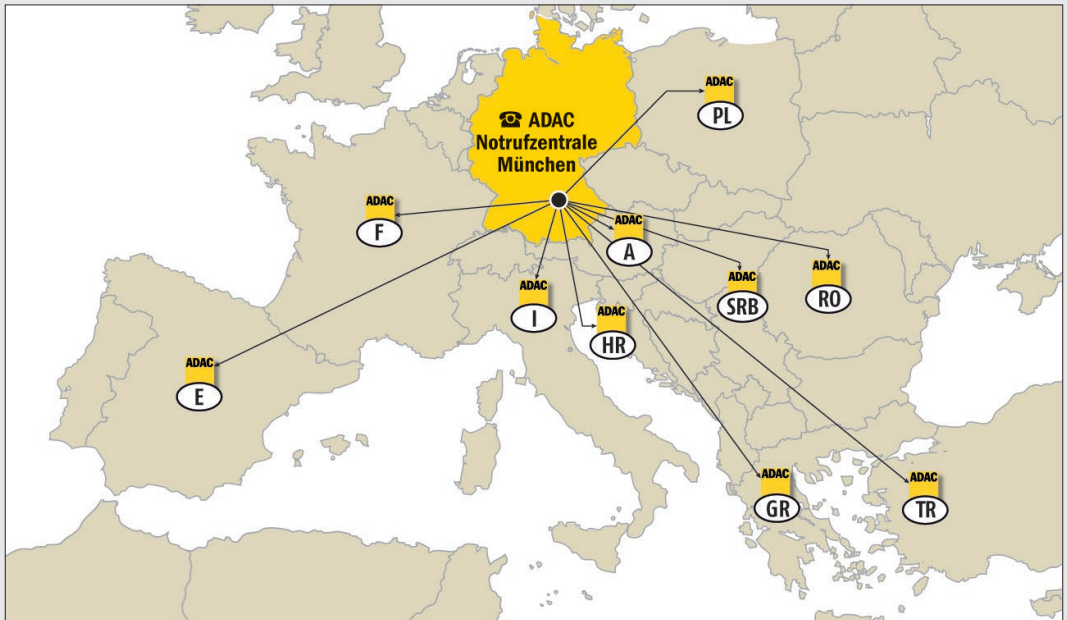 ☎ ADAC
Notrufzentrale
München
ADAC
PL
ADAC
F
ADAC
A
ADAC
I
ADAC
HR
ADAC
SRB
ADAC
RO
ADAC
E
ADAC
GR
ADAC
TR